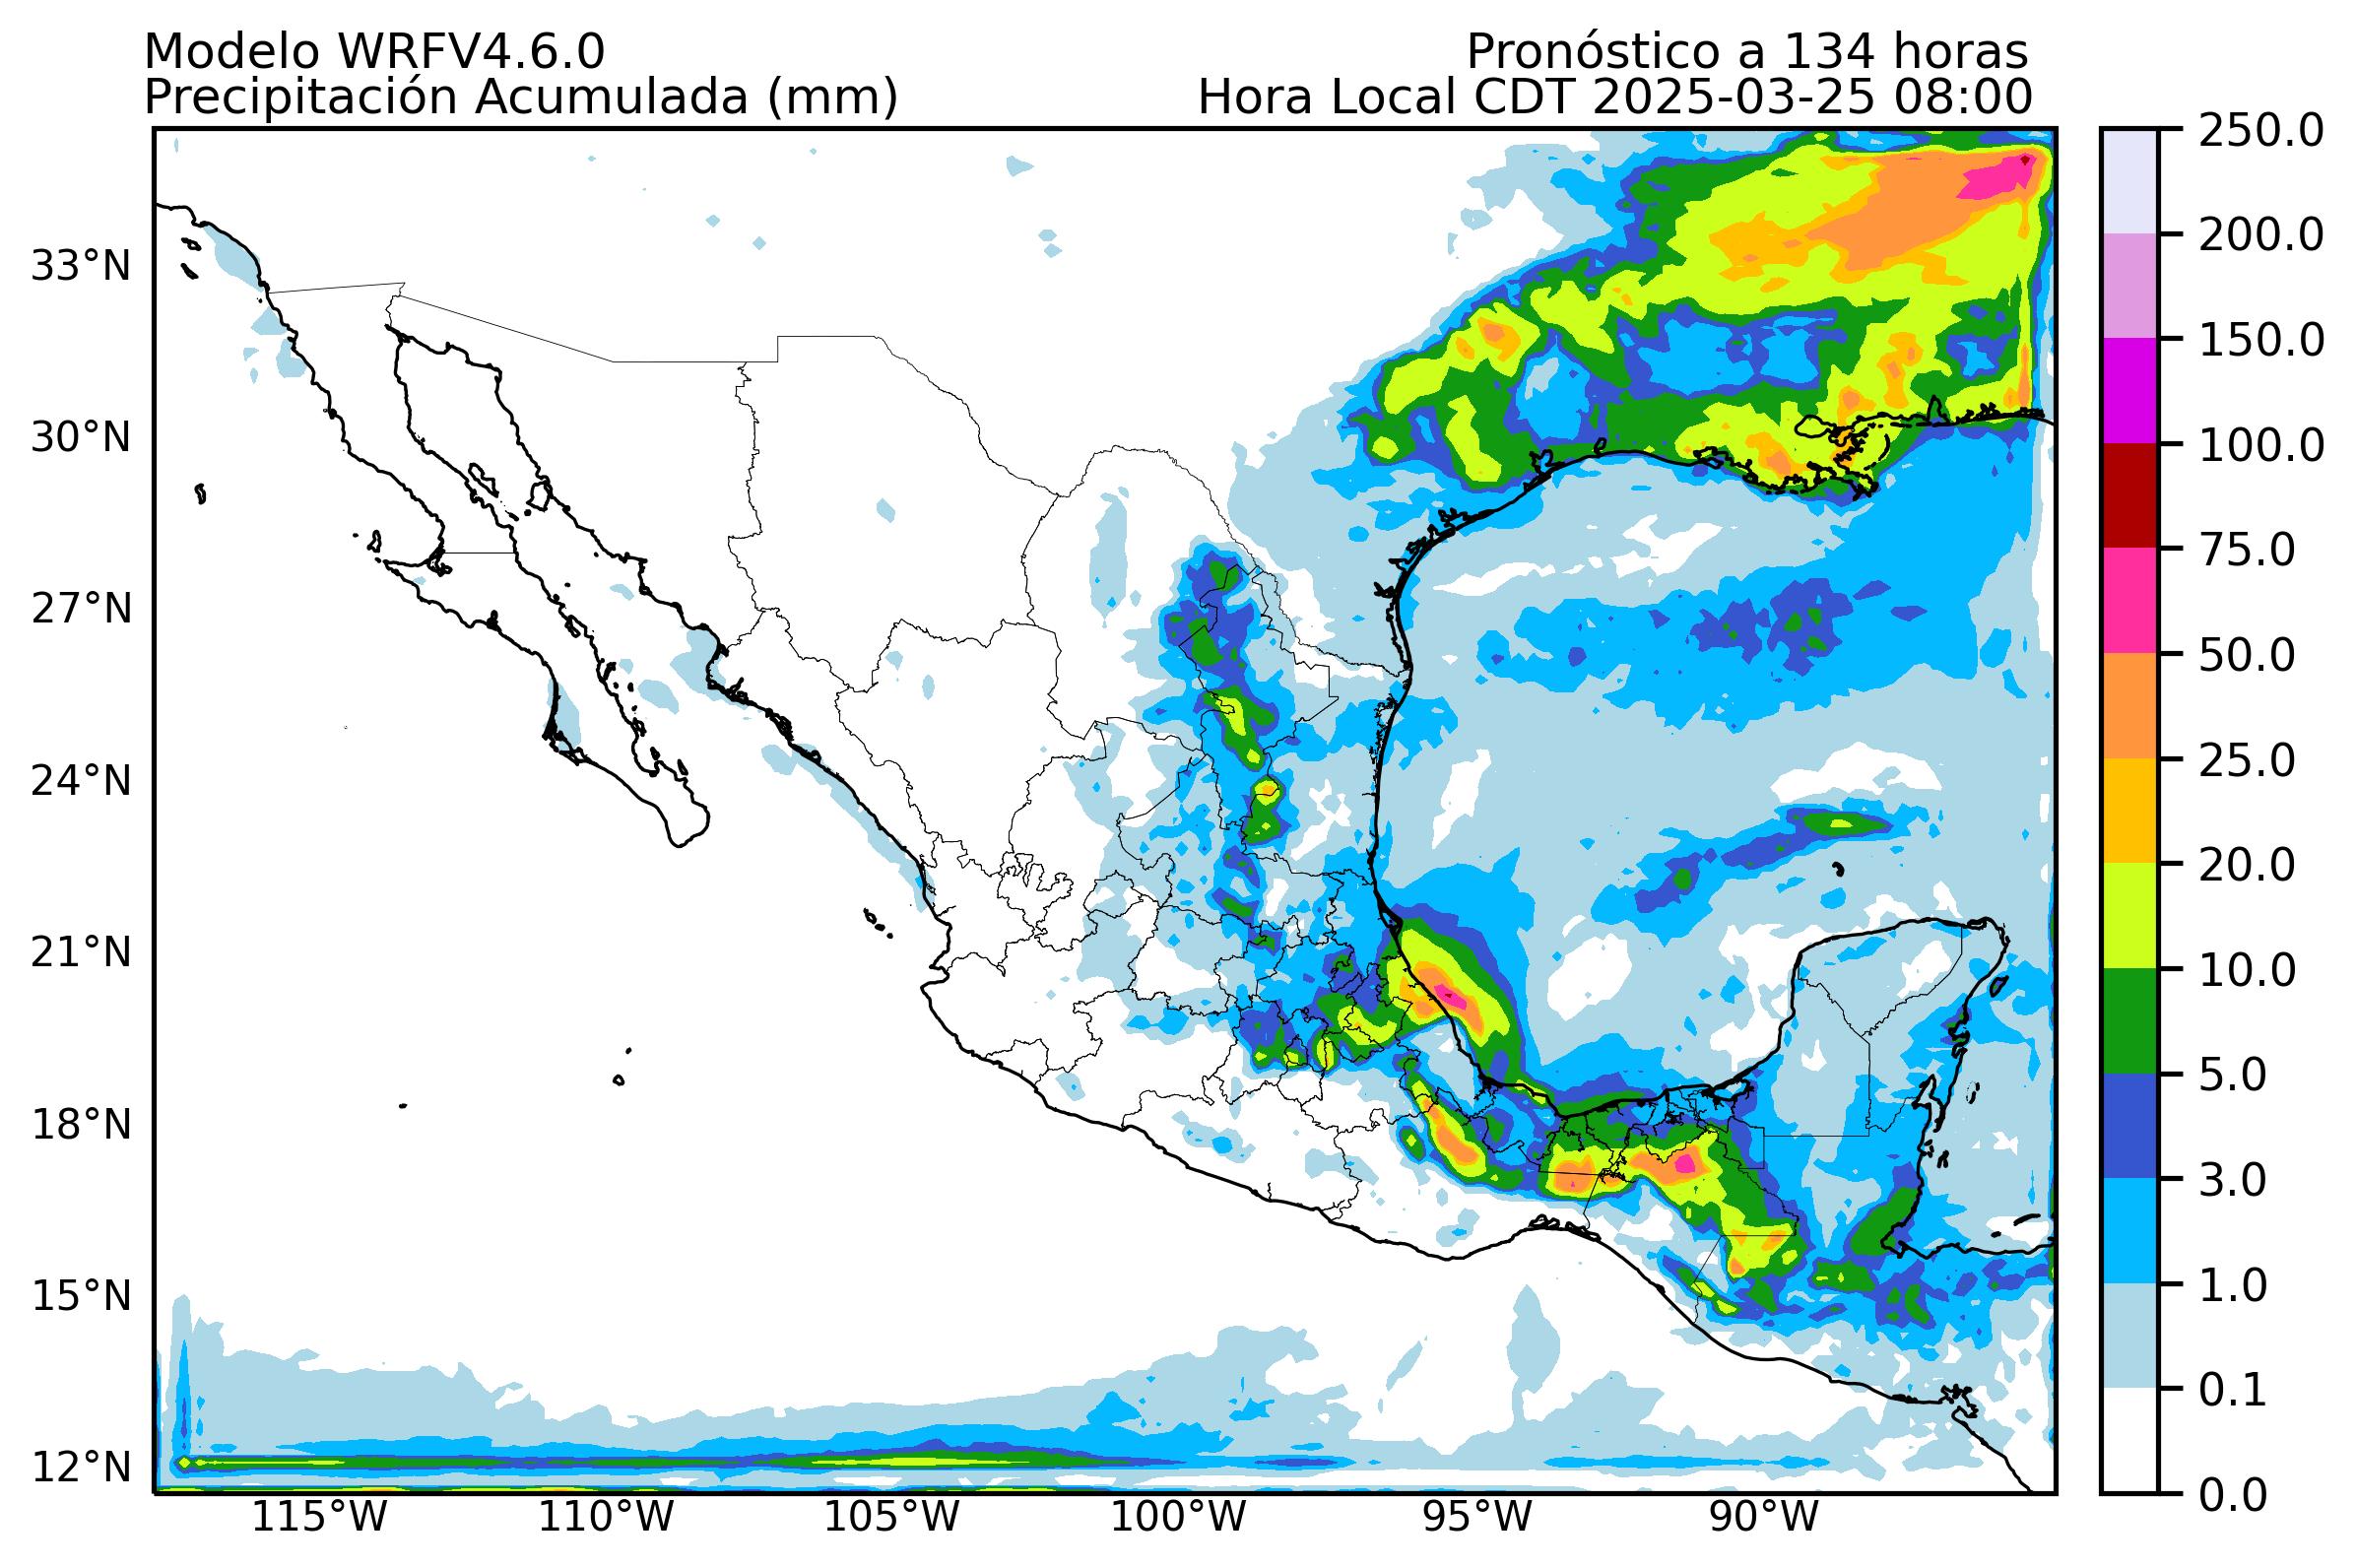 Modelo WRFV4.6.0
Pronóstico a 134 horas
Precipitación Acumulada (mm)
Hora Local CDT 2025-03-25 08:00
33°N
30°N
27°N
24°N
21°N
18°N
15°N
12°N
115°W
110°W
105°W
100°W
95°W
90°W
250.0
200.0
150.0
100.0
75.0
50.0
25.0
20.0
10.0
5.0
3.0
1.0
0.1
0.0